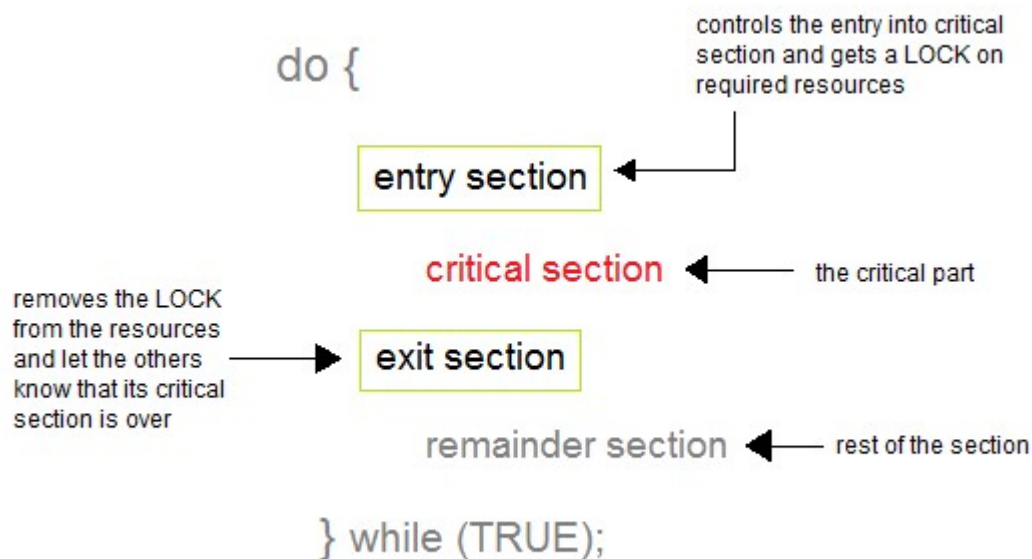 controls the entry into critical
section and gets a LOCK on
required resources
do {
entry section
critical section
the critical part
removes the LOCK
from the resources
and let the others
know that its critical
section is over
exit section
remainder section
rest of the section
} while (TRUE);